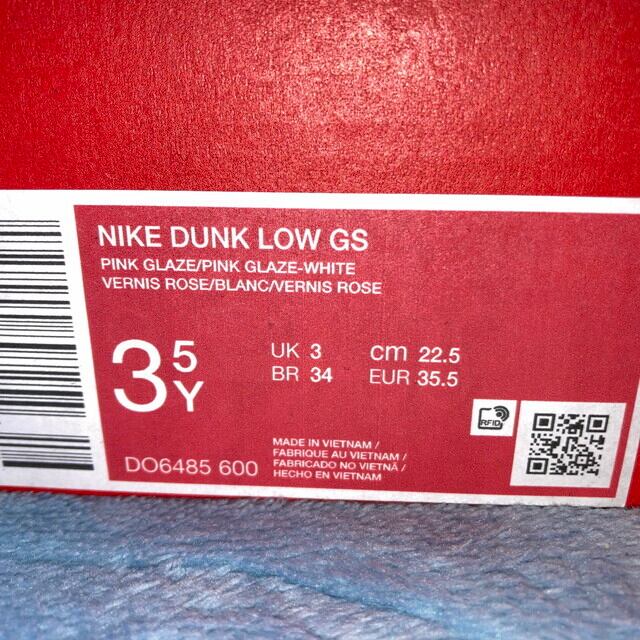 NIKE DUNK LOW GS
PINK GLAZE/PINK GLAZE-WHITE
VERNIS ROSE/BLANC/VERNIS ROSE
3 5 Y
UK 3 cm 22.5
BR 34 EUR 35.5
RFID
MADE IN VIETNAM /
FABRIQUE AU VIETNAM /
FABRICADO NO VIETNÃ /
HECHO EN VIETNAM
DO6485 600